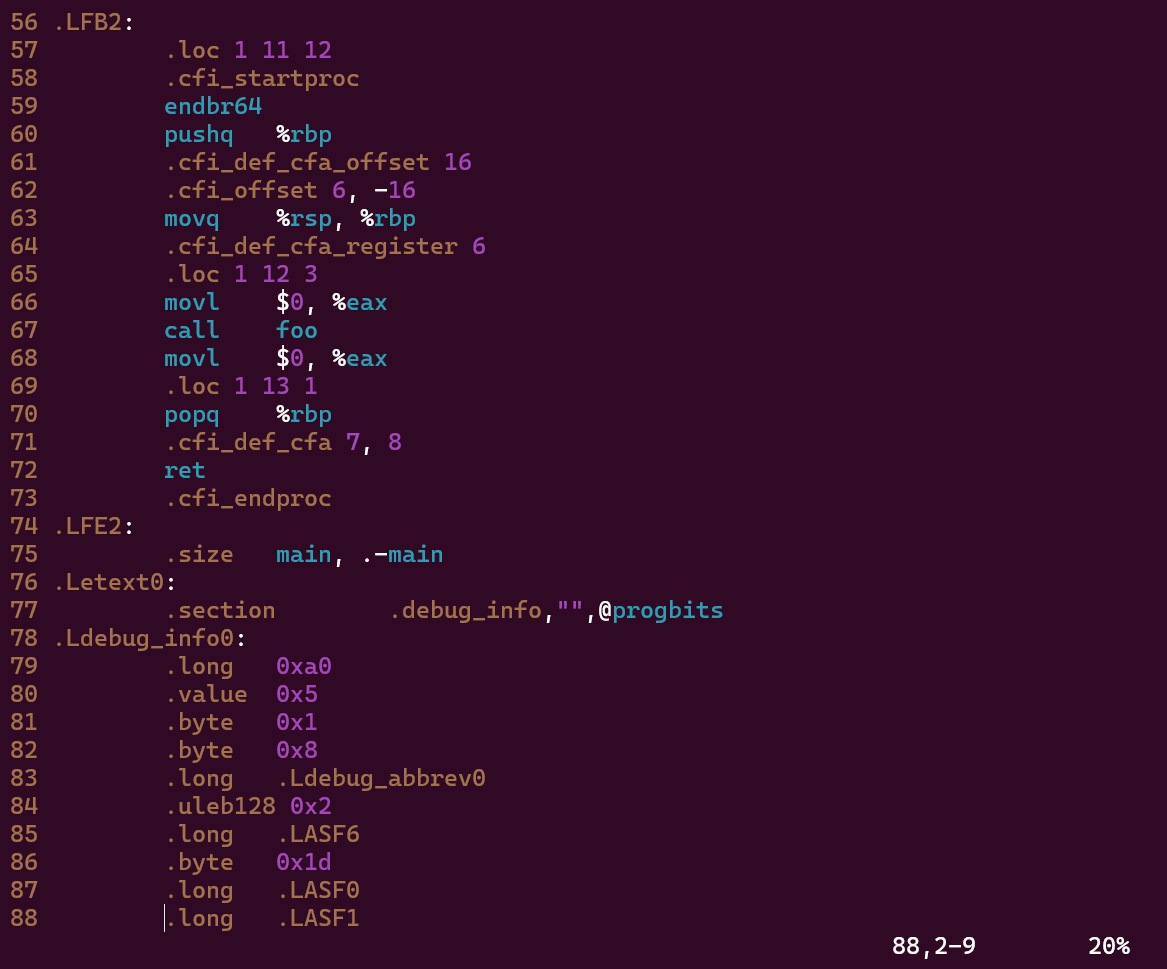 56 .LFB2:
57         .loc 1 11 12
58         .cfi_startproc
59         endbr64
60         pushq   %rbp
61         .cfi_def_cfa_offset 16
62         .cfi_offset 6, -16
63         movq    %rsp, %rbp
64         .cfi_def_cfa_register 6
65         .loc 1 12 3
66         movl    $0, %eax
67         call    foo
68         movl    $0, %eax
69         .loc 1 13 1
70         popq    %rbp
71         .cfi_def_cfa 7, 8
72         ret
73         .cfi_endproc
74 .LFE2:
75         .size   main, .-main
76 .Letext0:
77         .section        .debug_info,"",@progbits
78 .Ldebug_info0:
79         .long   0xa0
80         .value  0x5
81         .byte   0x1
82         .byte   0x8
83         .long   .Ldebug_abbrev0
84         .uleb128 0x2
85         .long   .LASF6
86         .byte   0x1d
87         .long   .LASF0
88         .long   .LASF1
88,2-9        20%